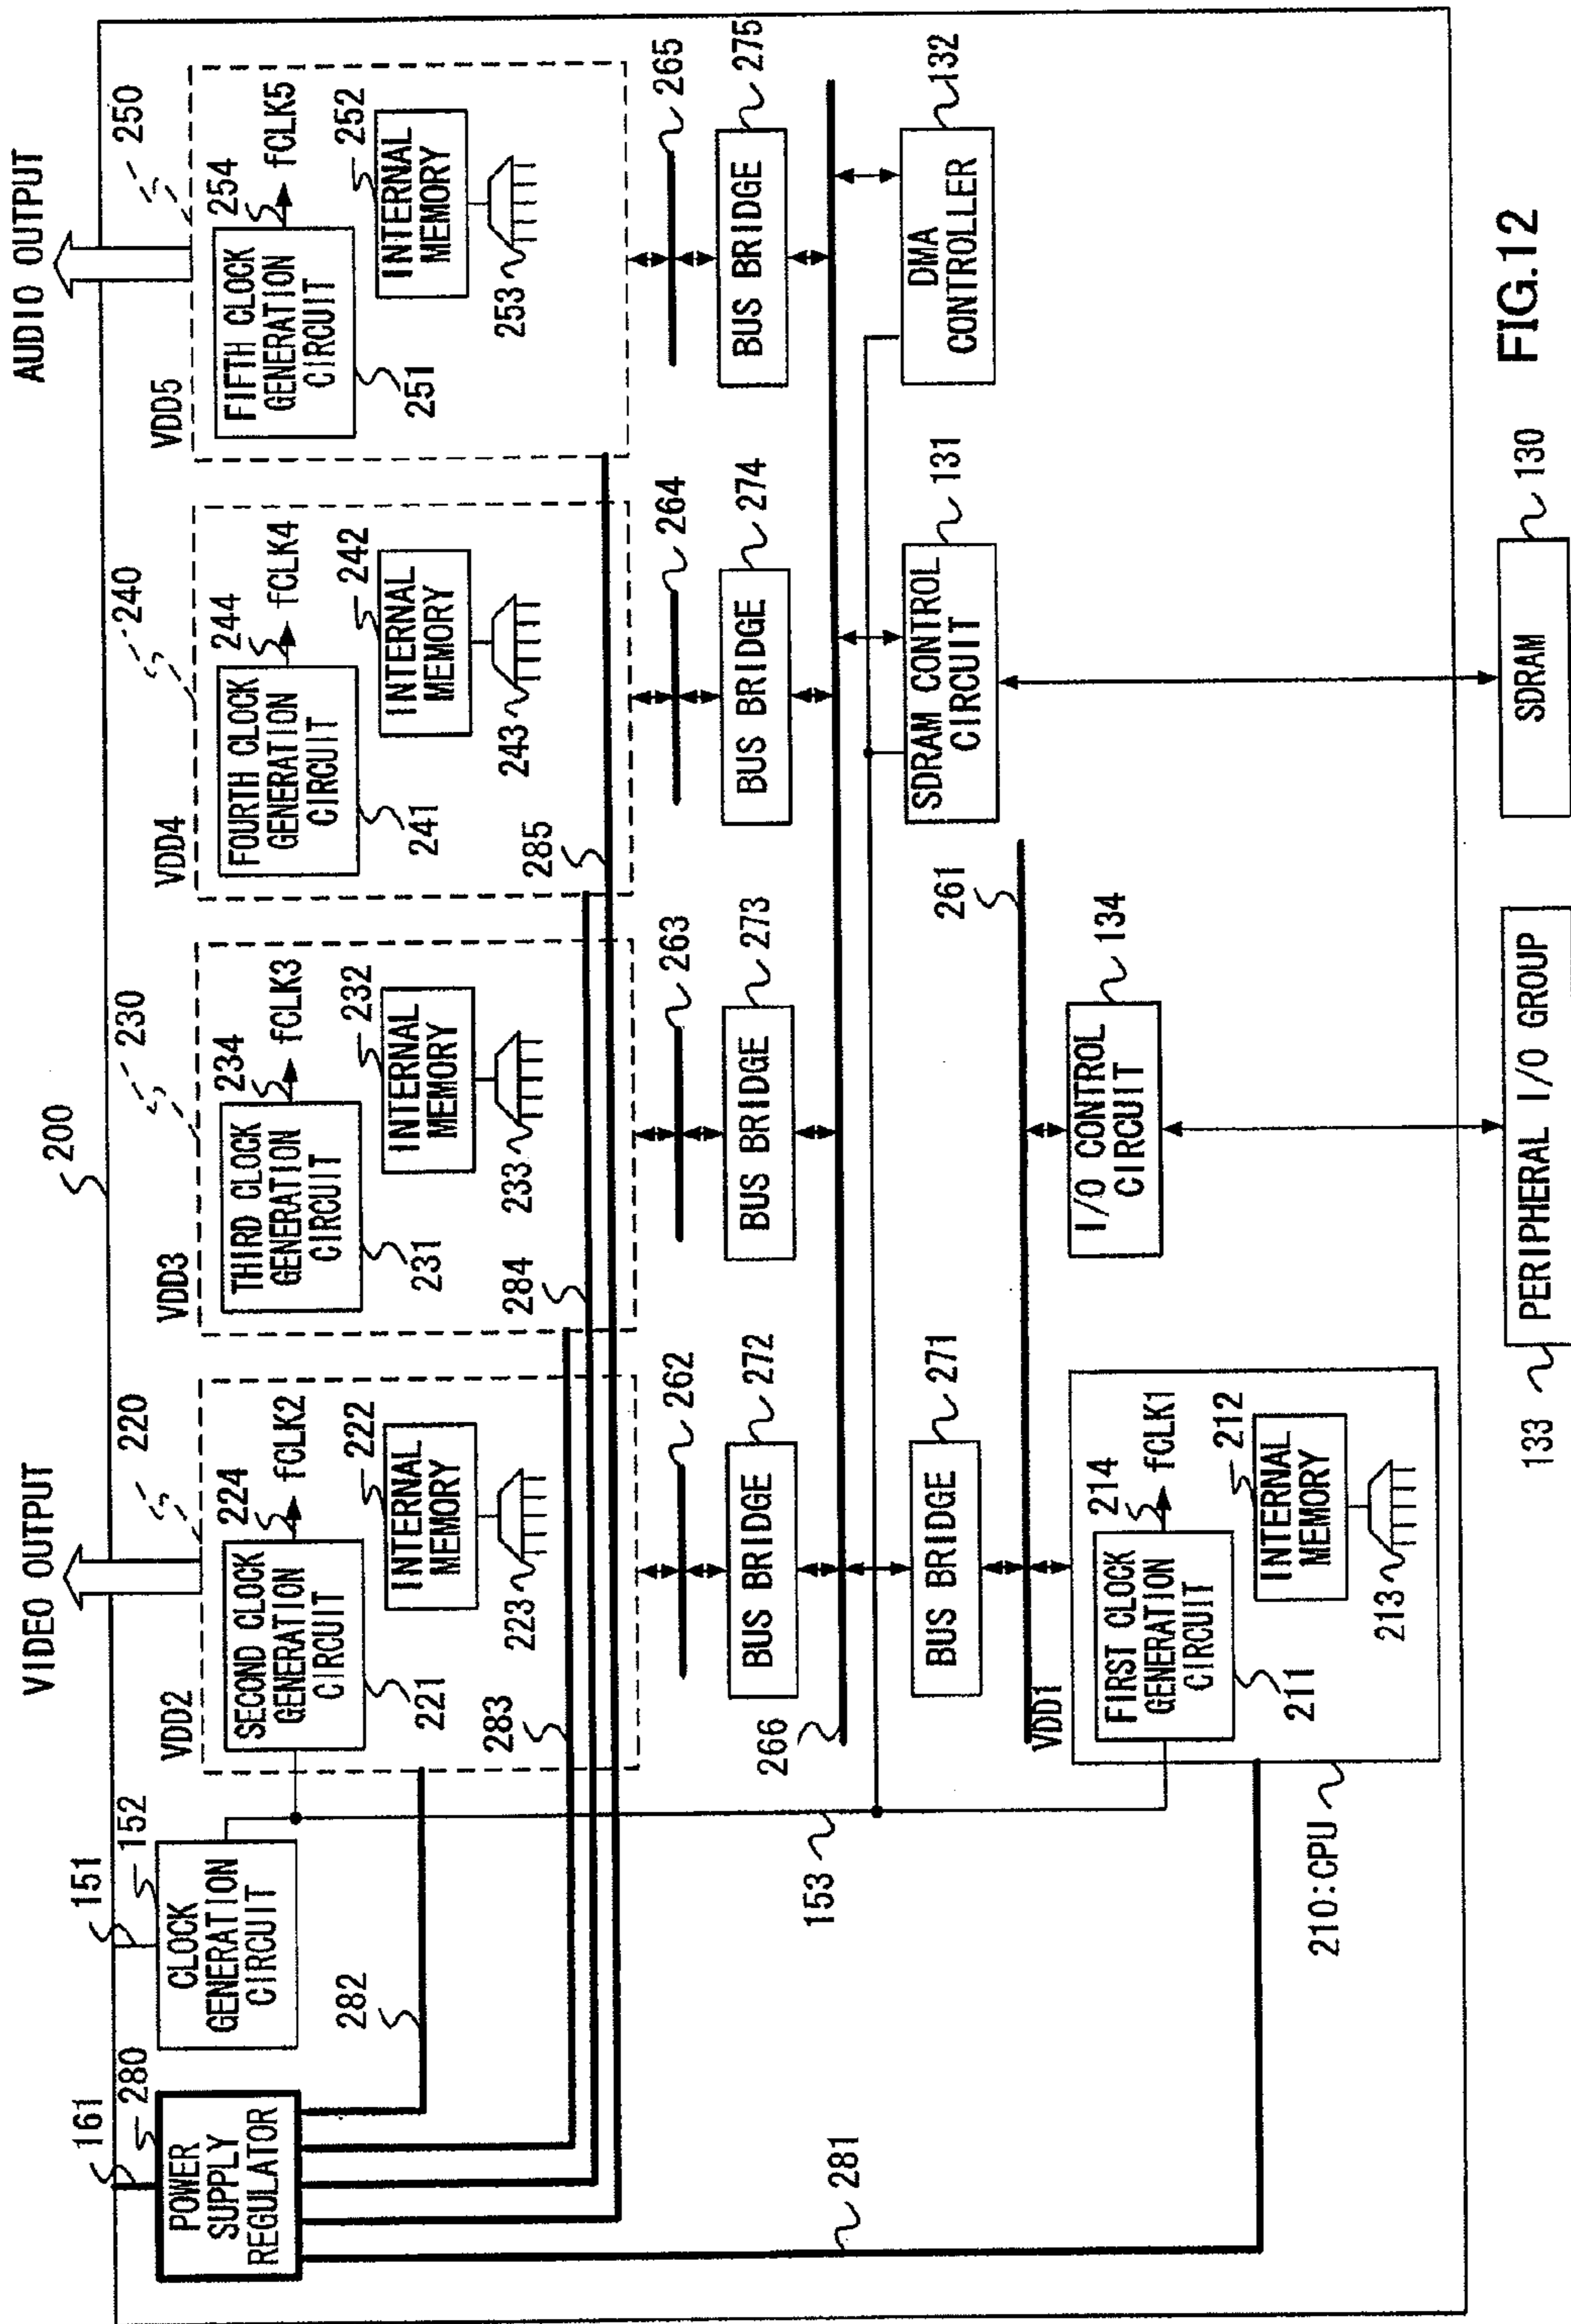 VIDEO OUTPUT
AUDIO OUTPUT
161
280
151
152
200
220
230
240
250
POWER
SUPPLY
REGULATOR
CLOCK
GENERATION
CIRCUIT
VDD2
SECOND CLOCK
GENERATION
CIRCUIT
224
fCLK2
221
222
INTERNAL
MEMORY
223
VDD3
THIRD CLOCK
GENERATION
CIRCUIT
234
fCLK3
231
232
INTERNAL
MEMORY
233
VDD4
FOURTH CLOCK
GENERATION
CIRCUIT
244
fCLK4
241
242
INTERNAL
MEMORY
243
VDD5
FIFTH CLOCK
GENERATION
CIRCUIT
254
fCLK5
251
252
INTERNAL
MEMORY
253
282
283
284
285
262
263
264
265
BUS BRIDGE
272
BUS BRIDGE
273
BUS BRIDGE
274
BUS BRIDGE
275
266
153
BUS BRIDGE
271
SDRAM CONTROL
CIRCUIT
131
DMA
CONTROLLER
132
261
281
VDD1
FIRST CLOCK
GENERATION
CIRCUIT
214
fCLK1
211
212
INTERNAL
MEMORY
213
210:CPU
I/O CONTROL
CIRCUIT
134
133
PERIPHERAL I/O GROUP
SDRAM
130
FIG.12